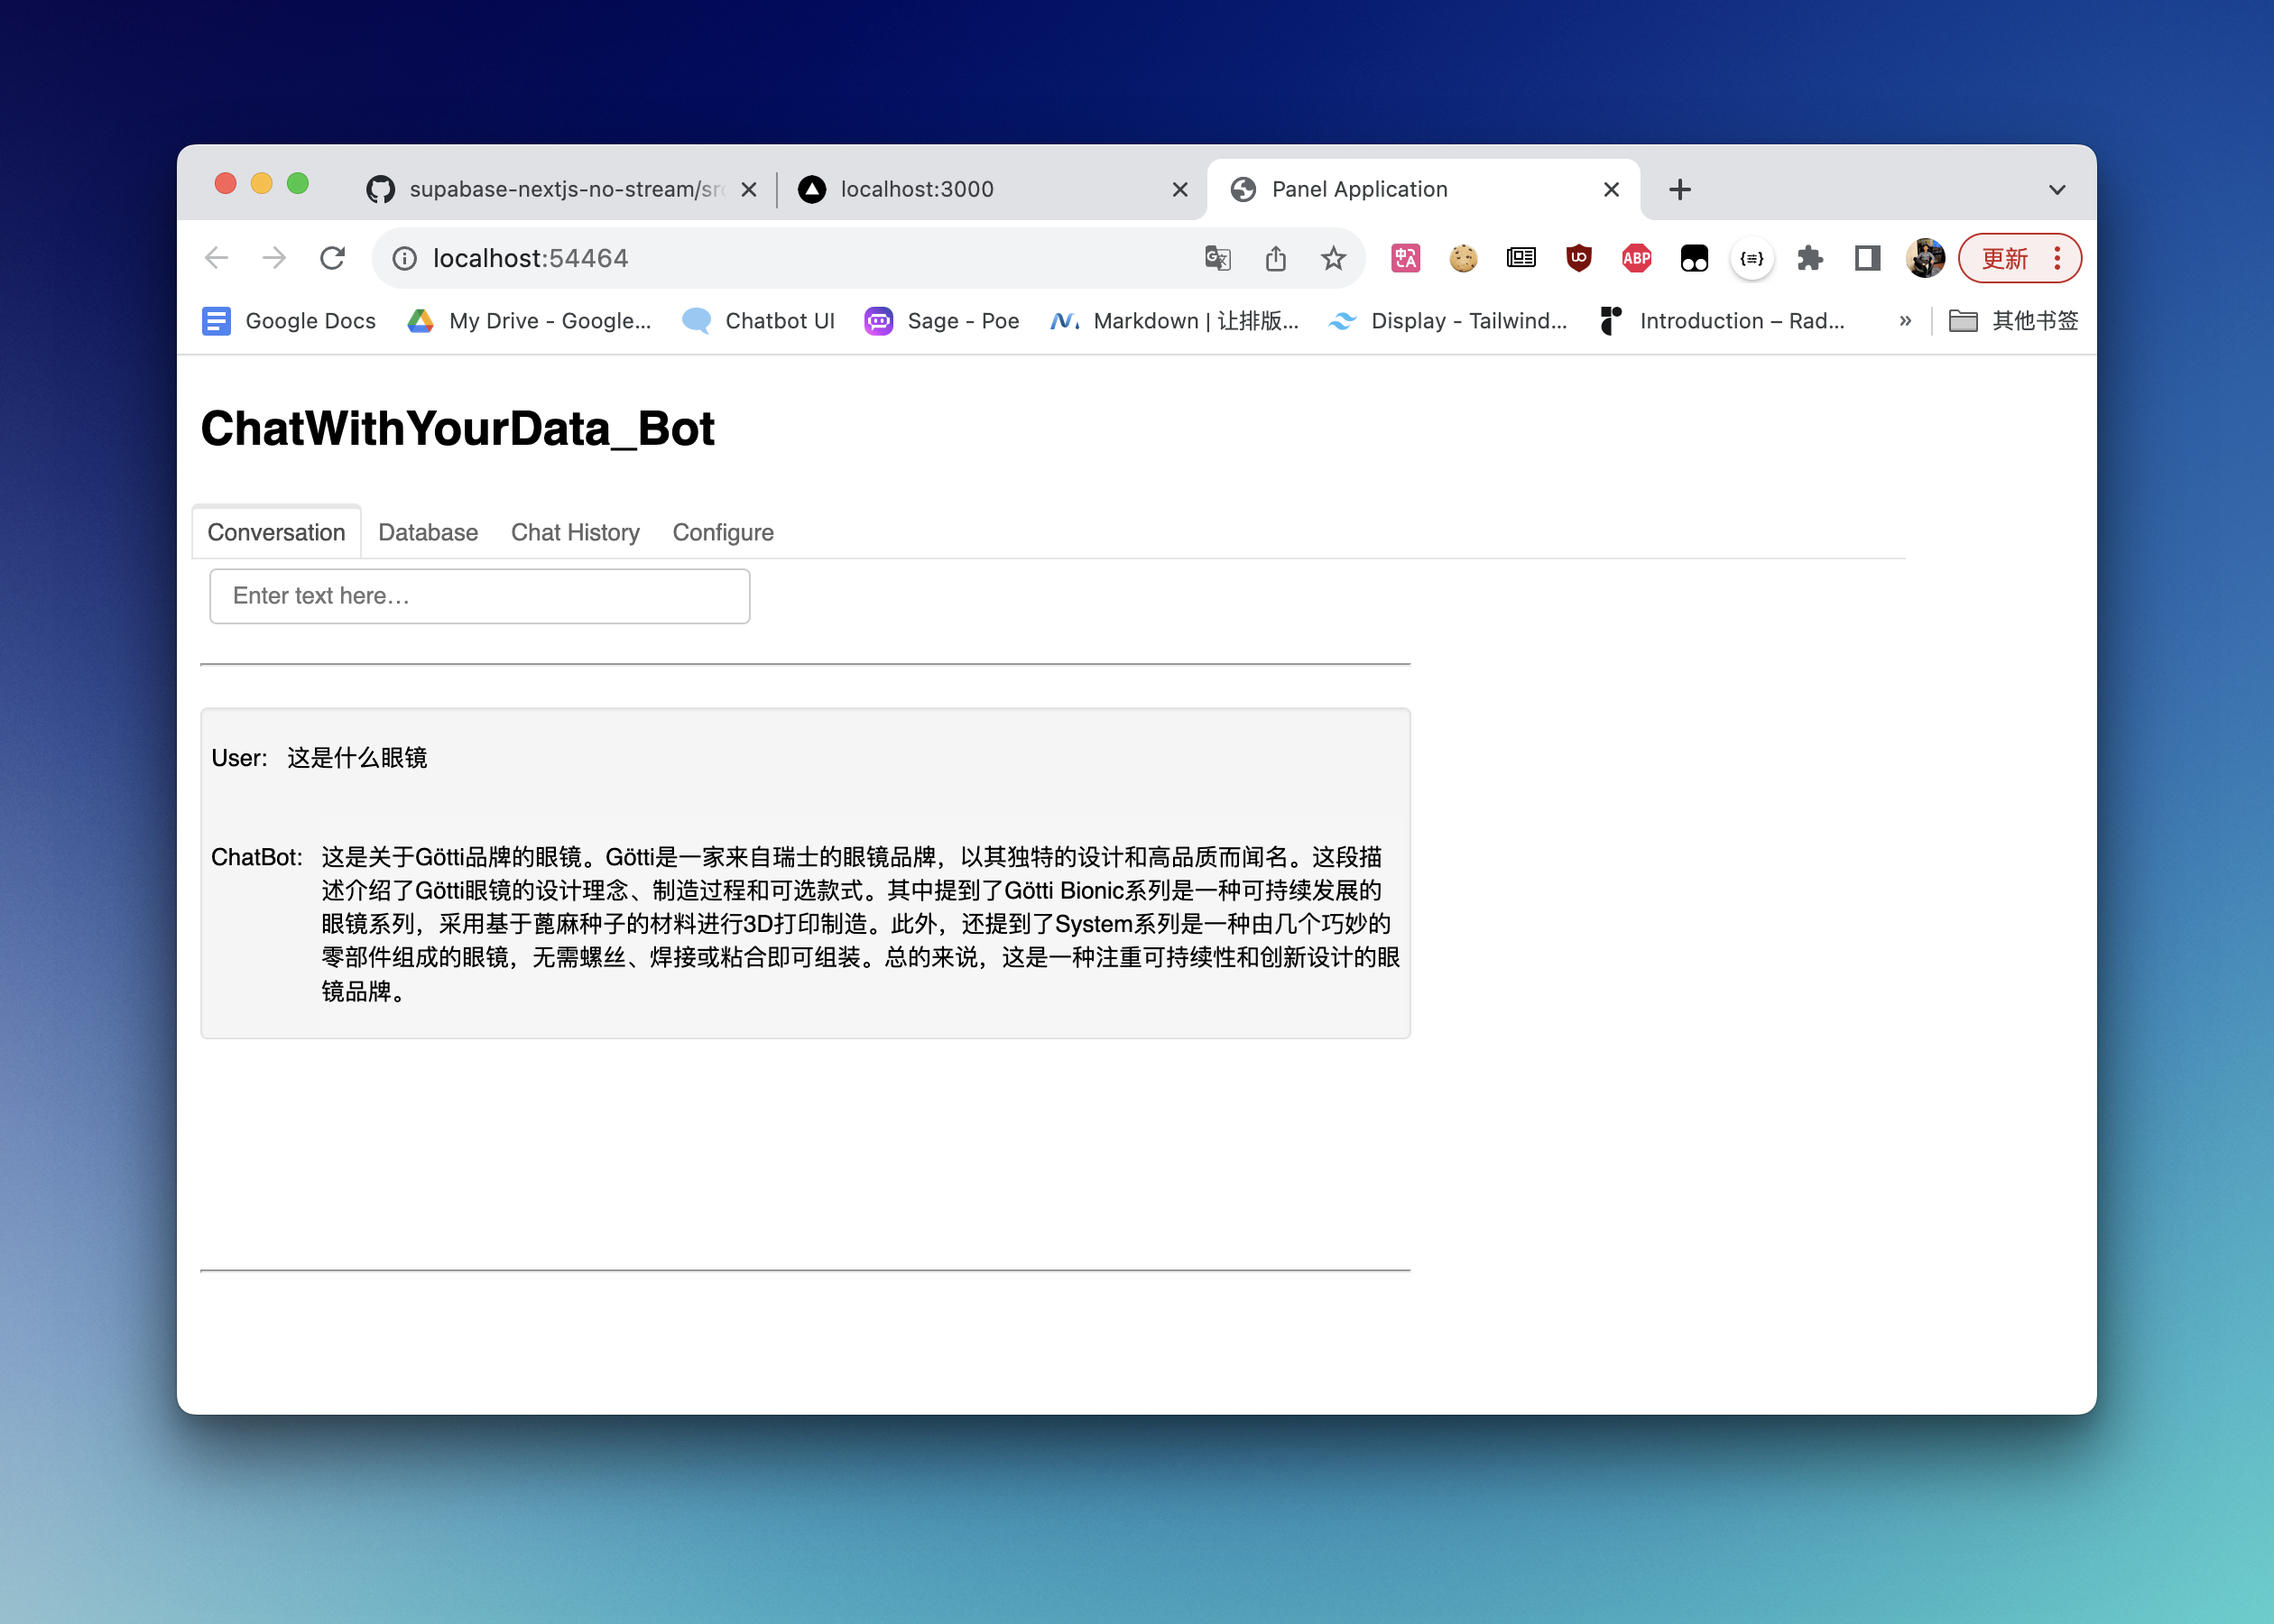 supabase-nextjs-no-stream/src
localhost:3000
Panel Application
localhost:54464
中
A
UO
ABP
{≡}
更新
Google Docs
My Drive - Google...
Chatbot UI
Sage - Poe
Markdown | 让排版...
Display - Tailwind...
Introduction – Rad...
»
其他书签
ChatWithYourData_Bot
Conversation
Database
Chat History
Configure
Enter text here…
User: 这是什么眼镜
ChatBot: 这是关于Götti品牌的眼镜。Götti是一家来自瑞士的眼镜品牌，以其独特的设计和高品质而闻名。这段描
述介绍了Götti眼镜的设计理念、制造过程和可选款式。其中提到了Götti Bionic系列是一种可持续发展的
眼镜系列，采用基于蓖麻种子的材料进行3D打印制造。此外，还提到了System系列是一种由几个巧妙的
零部件组成的眼镜，无需螺丝、焊接或粘合即可组装。总的来说，这是一种注重可持续性和创新设计的眼
镜品牌。